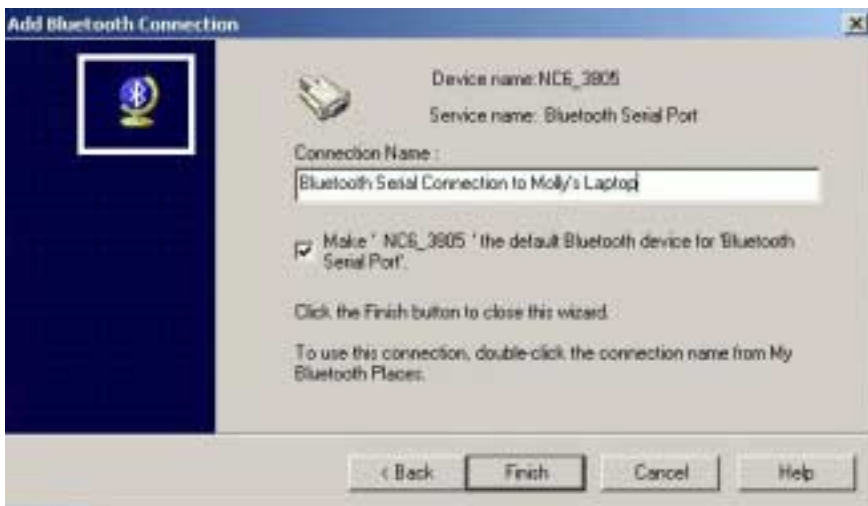 Add Bluetooth Connection
Device name:NC6_3805
Service name: Bluetooth Serial Port
Connection Name :
Bluetooth Serial Connection to Molly's Laptop
Make ' NC6_3805 ' the default Bluetooth device for 'Bluetooth
Serial Port'.
Click the Finish button to close this wizard.
To use this connection, double-click the connection name from My
Bluetooth Places.
< Back
Finish
Cancel
Help